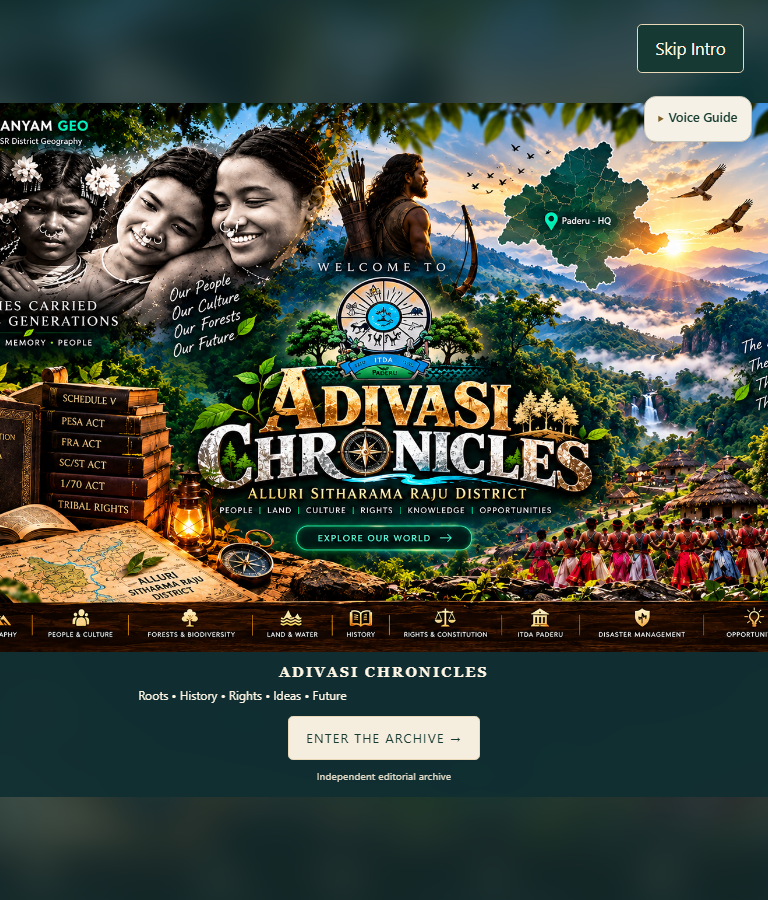 Skip Intro
▸ Voice Guide
ANYAM GEO
SR District Geography
Paderu - HQ
WELCOME TO
IES CARRIED
GENERATIONS
MEMORY • PEOPLE
Our People
Our Culture
Our Forests
Our Future
ITDA
PADERU
ADIVASI
CHRONICLES
ALLURI SITHARAMA RAJU DISTRICT
PEOPLE | LAND | CULTURE | RIGHTS | KNOWLEDGE | OPPORTUNITIES
EXPLORE OUR WORLD →
SCHEDULE V
PESA ACT
FRA ACT
SC/ST ACT
1/70 ACT
TRIBAL RIGHTS
ALLURI
SITHARAMA RAJU
DISTRICT
APHY
PEOPLE & CULTURE
FORESTS & BIODIVERSITY
LAND & WATER
HISTORY
RIGHTS & CONSTITUTION
ITDA PADERU
DISASTER MANAGEMENT
OPPORTUNI
ADIVASI CHRONICLES
Roots • History • Rights • Ideas • Future
ENTER THE ARCHIVE →
Independent editorial archive